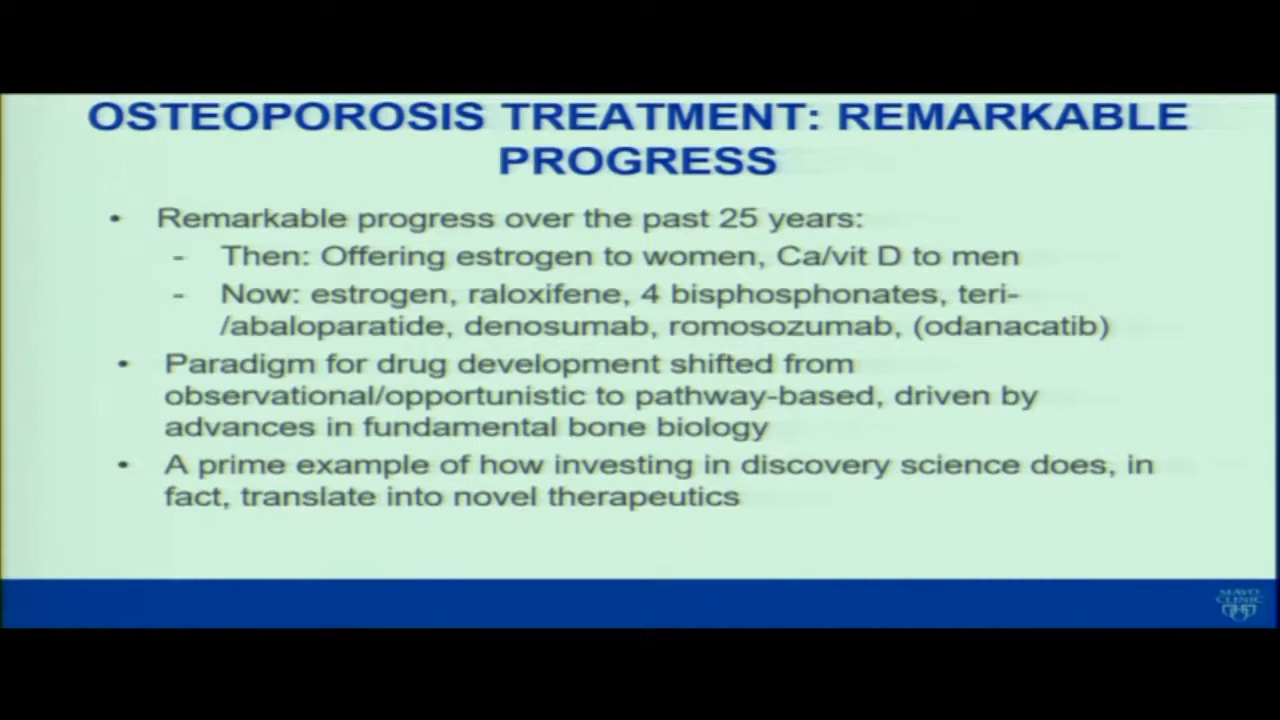 OSTEOPOROSIS TREATMENT: REMARKABLE
PROGRESS
• Remarkable progress over the past 25 years:
- Then: Offering estrogen to women, Ca/vit D to men
- Now: estrogen, raloxifene, 4 bisphosphonates, teri-
/abaloparatide, denosumab, romosozumab, (odanacatib)
• Paradigm for drug development shifted from
observational/opportunistic to pathway-based, driven by
advances in fundamental bone biology
• A prime example of how investing in discovery science does, in
fact, translate into novel therapeutics
MAYO
CLINIC